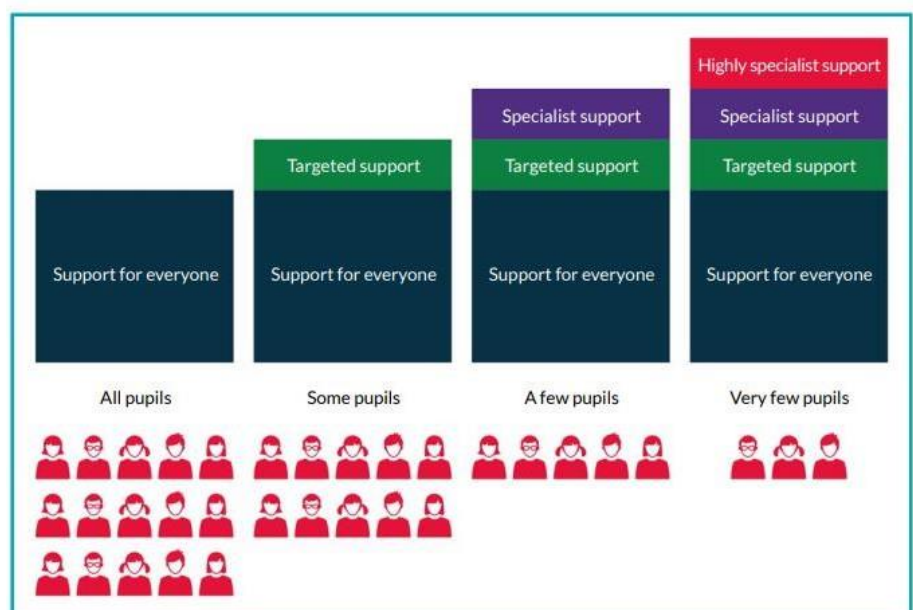 Highly specialist support
Specialist support
Specialist support
Targeted support
Targeted support
Targeted support
Support for everyone
Support for everyone
Support for everyone
Support for everyone
All pupils
Some pupils
A few pupils
Very few pupils